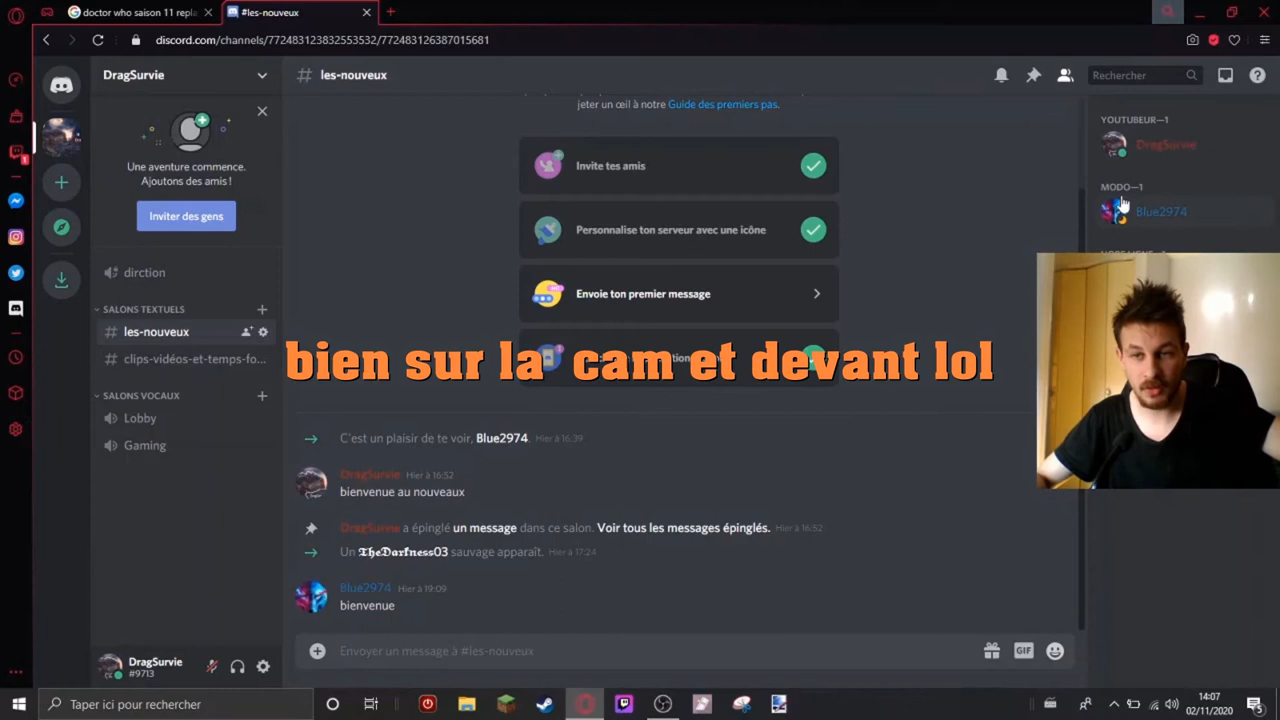 doctor who saison 11 repla
#les-nouveux
discord.com/channels/772483123832553532/772483126387015681
DragSurvie
les-nouveux
Rechercher
jeter un œil à notre Guide des premiers pas.
YOUTUBEUR—1
DragSurvie
Une aventure commence.
Ajoutons des amis !
Invite tes amis
MODO—1
Inviter des gens
Personnalise ton serveur avec une icône
Blue2974
dirction
SALONS TEXTUELS
Envoie ton premier message
les-nouveux
clips-vidéos-et-temps-fo...
bien sur la cam et devant lol
SALONS VOCAUX
Lobby
Gaming
C'est un plaisir de te voir, Blue2974. Hier à 16:39
DragSurvie Hier à 16:52
bienvenue au nouveaux
DragSurvie a épinglé un message dans ce salon. Voir tous les messages épinglés. Hier à 16:52
Un 𝕿𝖍𝖊𝕯𝖆𝖗𝖐𝖓𝖊𝖘𝖘03 sauvage apparaît. Hier à 17:24
Blue2974 Hier à 19:09
bienvenue
Envoyer un message à #les-nouveux
GIF
DragSurvie
#9713
Taper ici pour rechercher
14:07
02/11/2020